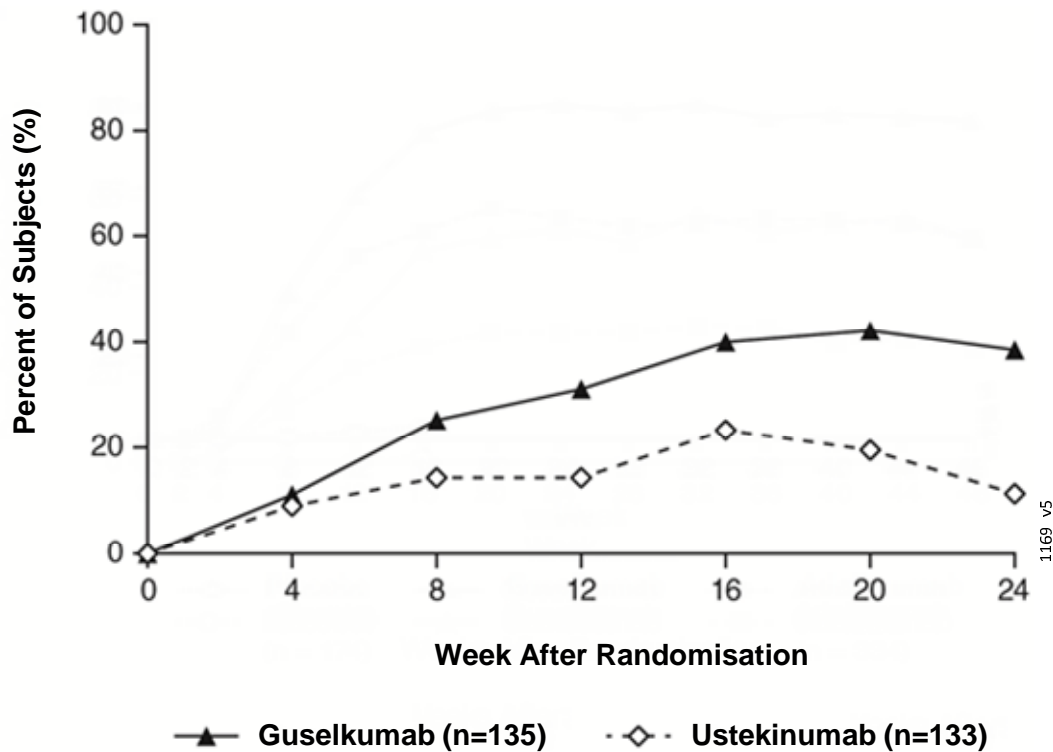 100
80
60
40
20
0
Percent of Subjects (%)
0 4 8 12 16 20 24
Week After Randomisation
1169 v5
Guselkumab (n=135) Ustekinumab (n=133)